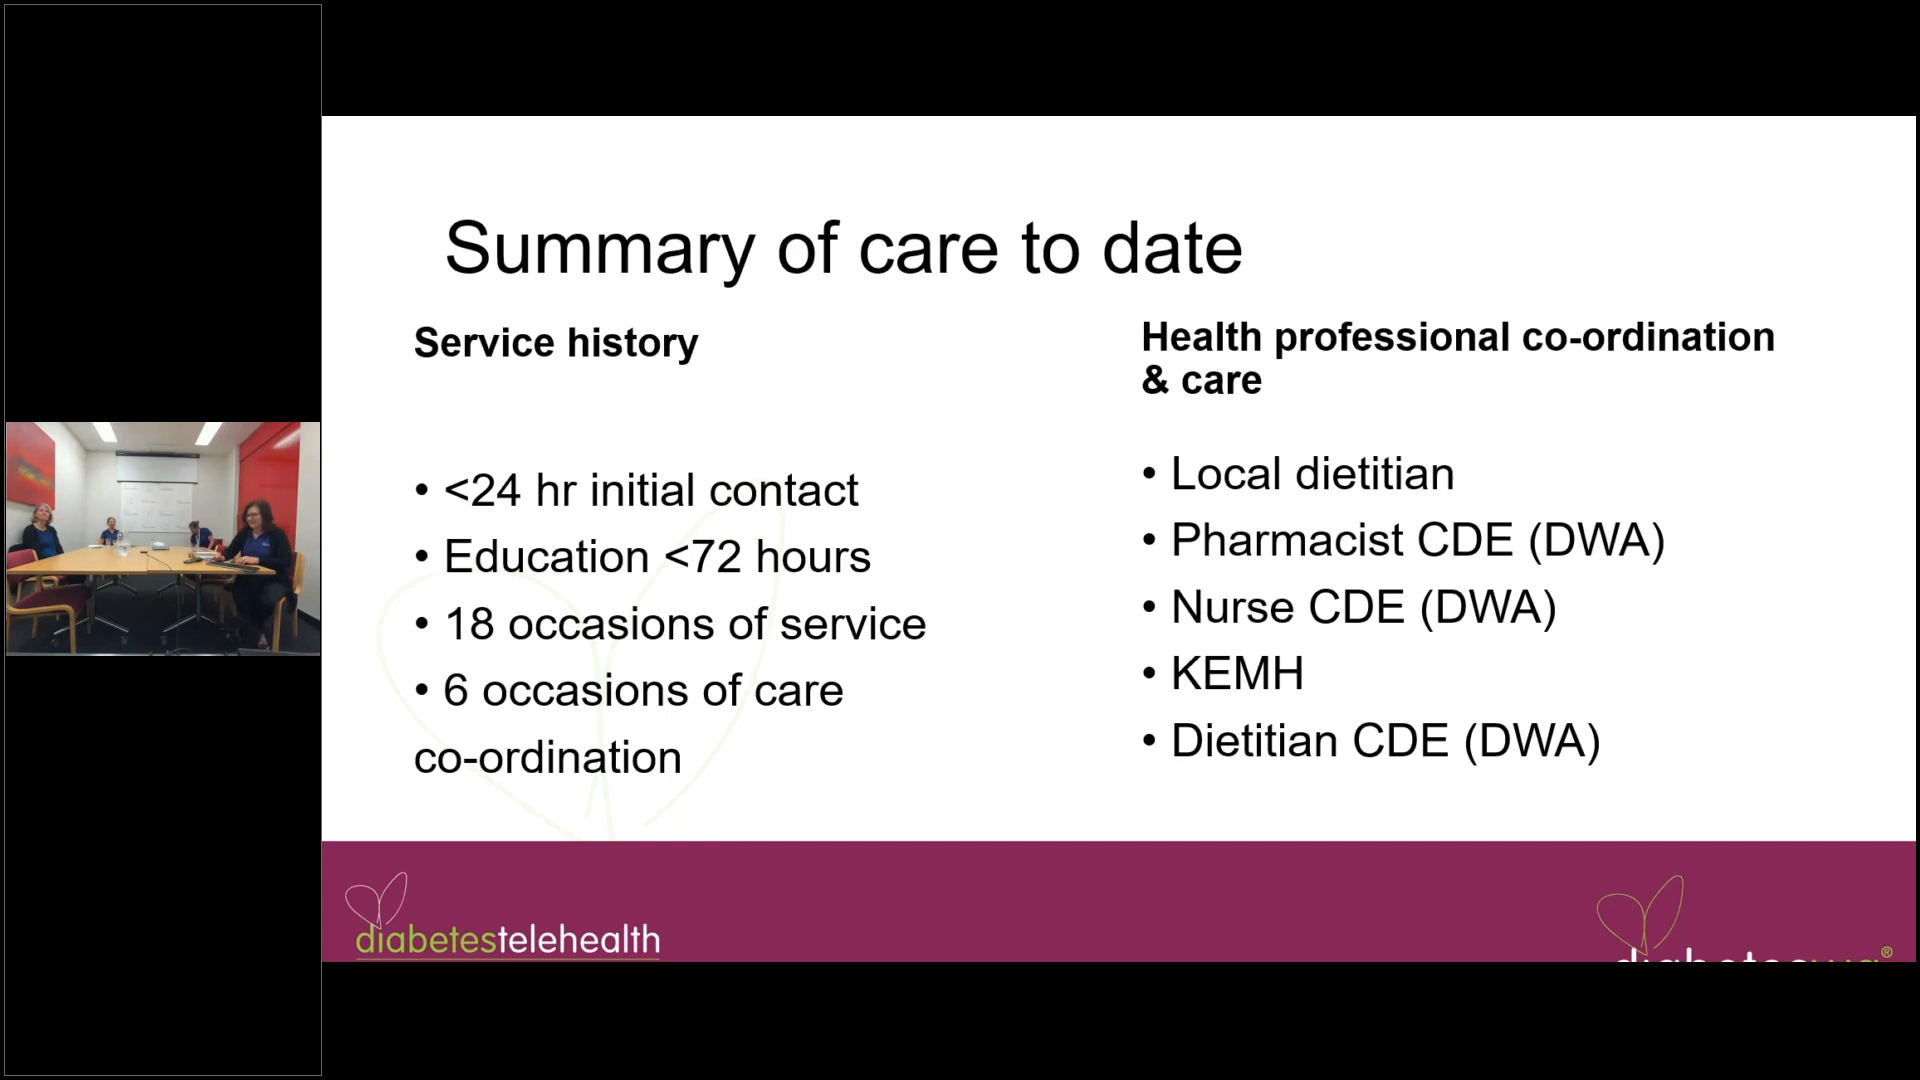 Summary of care to date
Service history
• <24 hr initial contact
• Education <72 hours
• 18 occasions of service
• 6 occasions of care
co-ordination
Health professional co-ordination
& care
• Local dietitian
• Pharmacist CDE (DWA)
• Nurse CDE (DWA)
• KEMH
• Dietitian CDE (DWA)
diabetestelehealth
diabeteswa®